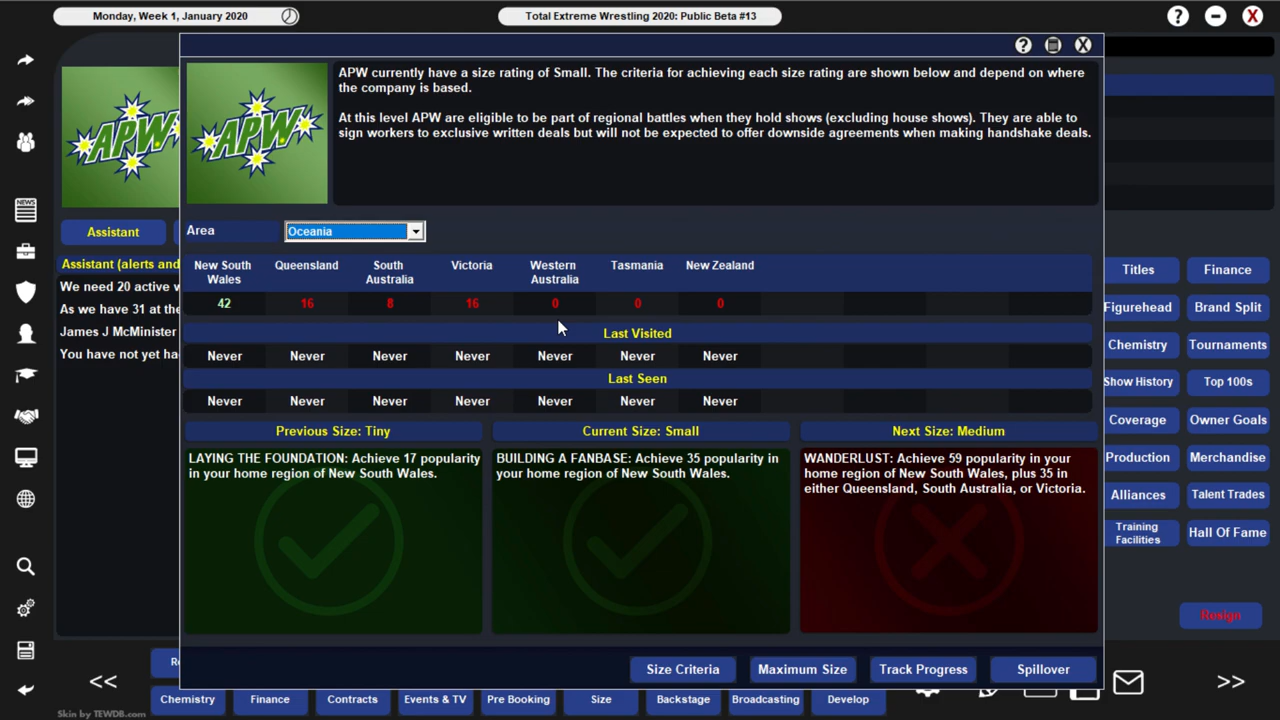 Monday, Week 1, January 2020
Total Extreme Wrestling 2020: Public Beta #13
?
X
?
X
APW
APW
APW currently have a size rating of Small. The criteria for achieving each size rating are shown below and depend on where
the company is based.
At this level APW are eligible to be part of regional battles when they hold shows (excluding house shows). They are able to
sign workers to exclusive written deals but will not be expected to offer downside agreements when making handshake deals.
NEWS
Assistant
Area
Oceania
Assistant (alerts and
We need 20 active w
As we have 31 at the
James J McMinister
You have not yet ha
New South Wales
Queensland
South Australia
Victoria
Western Australia
Tasmania
New Zealand
42
16
8
16
0
0
0
Last Visited
Never
Never
Never
Never
Never
Never
Never
Last Seen
Never
Never
Never
Never
Never
Never
Never
Previous Size: Tiny
Current Size: Small
Next Size: Medium
LAYING THE FOUNDATION: Achieve 17 popularity
in your home region of New South Wales.
BUILDING A FANBASE: Achieve 35 popularity in
your home region of New South Wales.
WANDERLUST: Achieve 59 popularity in your
home region of New South Wales, plus 35 in
either Queensland, South Australia, or Victoria.
Titles
Finance
Figurehead
Brand Split
Chemistry
Tournaments
Show History
Top 100s
Coverage
Owner Goals
Production
Merchandise
Alliances
Talent Trades
Training Facilities
Hall Of Fame
Resign
Size Criteria
Maximum Size
Track Progress
Spillover
<<
>>
Chemistry
Finance
Contracts
Events & TV
Pre Booking
Size
Backstage
Broadcasting
Develop
Skin by TEWDB.com